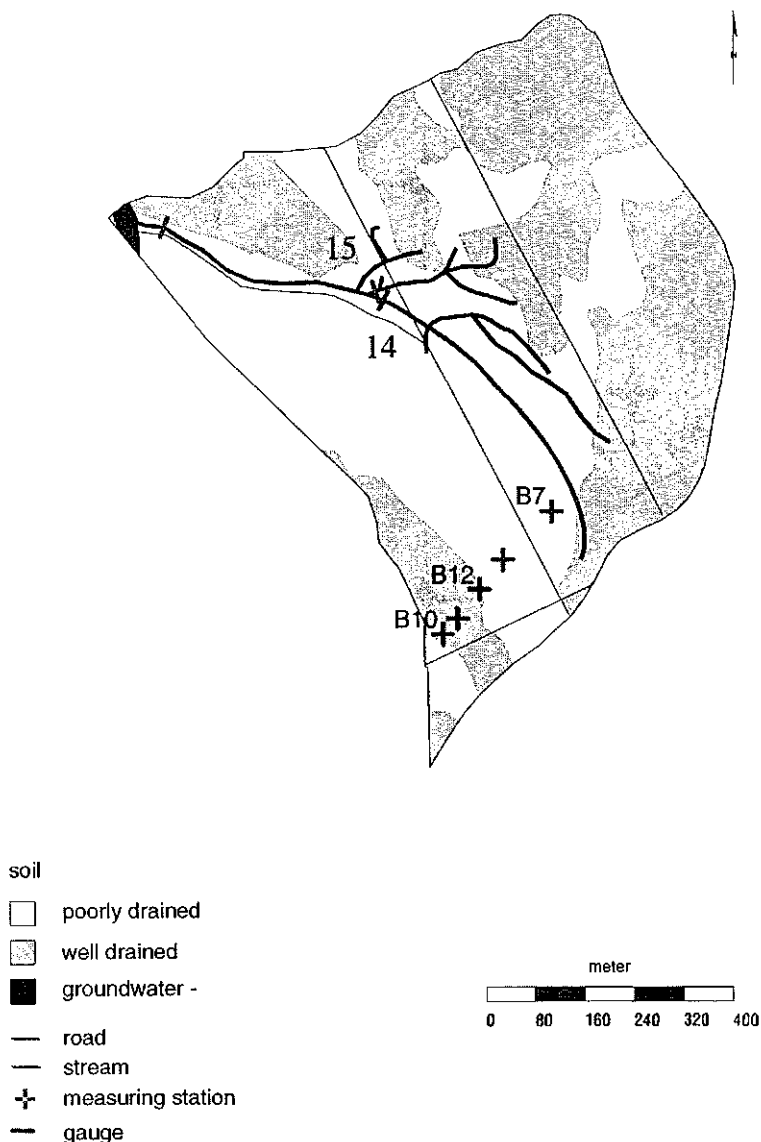 15
14
B7
B12
B10
soil
poorly drained
well drained
groundwater -
road
stream
measuring station
gauge
meter
0 80 160 240 320 400